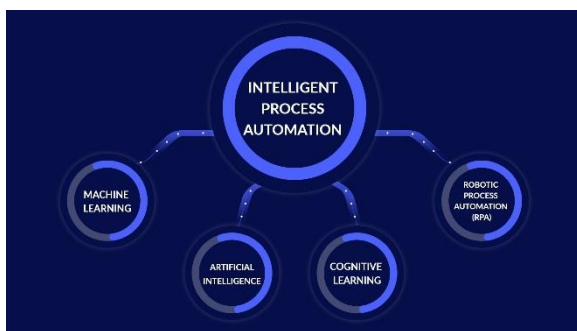 INTELLIGENT
PROCESS
AUTOMATION
MACHINE
LEARNING
ARTIFICIAL
INTELLIGENCE
COGNITIVE
LEARNING
ROBOTIC
PROCESS
AUTOMATION
(RPA)